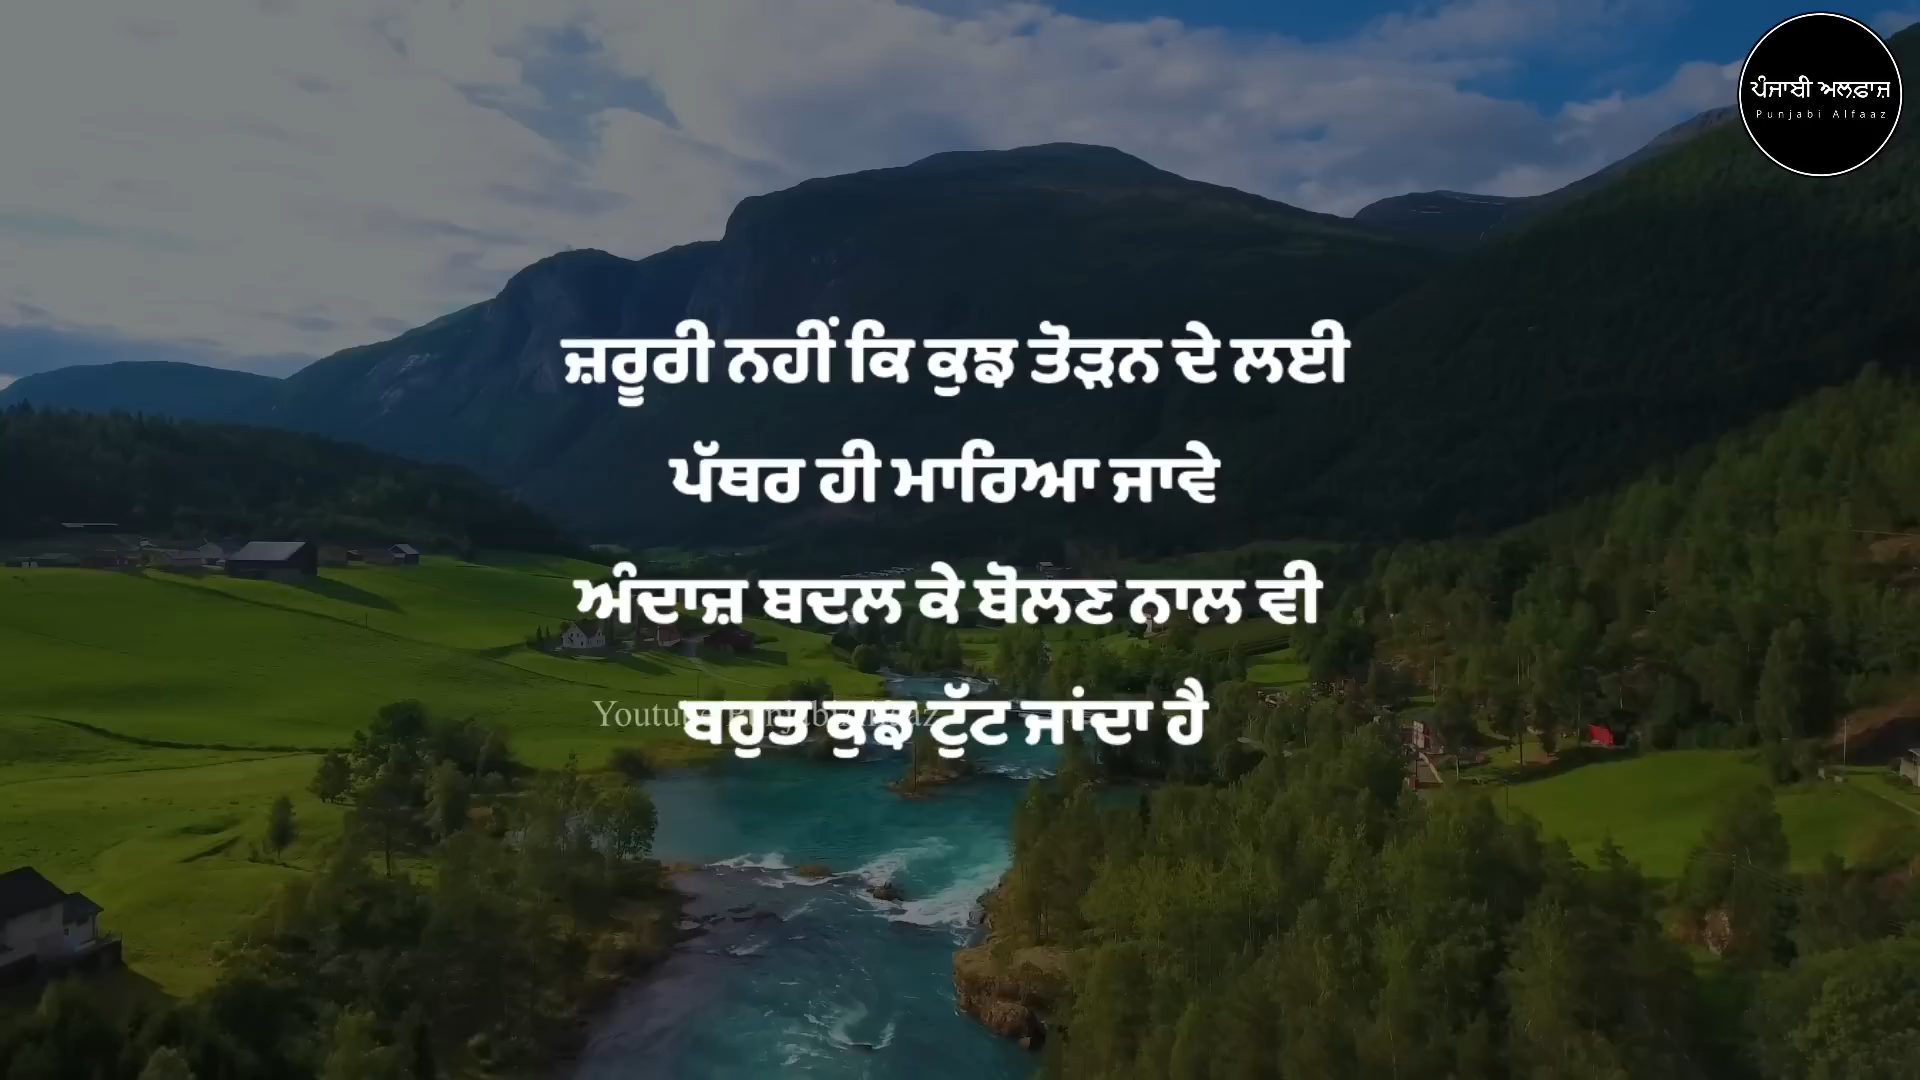 ਪੰਜਾਬੀ ਅਲਫ਼ਾਜ਼
Punjabi Alfaaz
ਜ਼ਰੂਰੀ ਨਹੀਂ ਕਿ ਕੁਝ ਤੋੜਨ ਦੇ ਲਈ
ਪੱਥਰ ਹੀ ਮਾਰਿਆ ਜਾਵੇ
ਅੰਦਾਜ਼ ਬਦਲ ਕੇ ਬੋਲਣ ਨਾਲ ਵੀ
ਬਹੁਤ ਕੁਝ ਟੁੱਟ ਜਾਂਦਾ ਹੈ